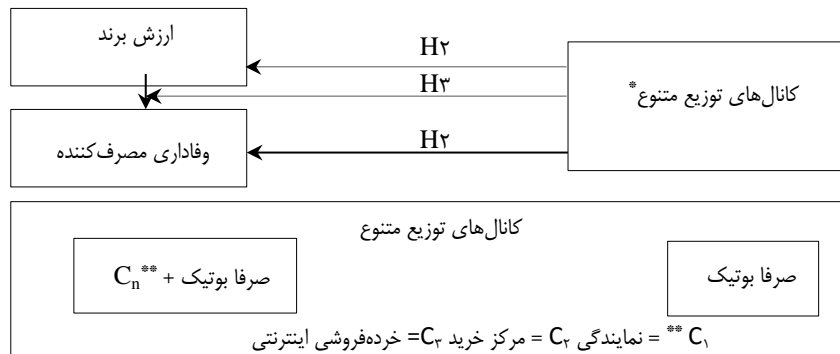 ارزش برند
H۲
H۳
کانال‌های توزیع متنوع*
وفاداری مصرف‌کننده
H۲
کانال‌های توزیع متنوع
صرفا بوتیک
صرفا بوتیک + Cn**
** C۱ = نمایندگی C۲ = مرکز خرید C۳= خرده‌فروشی اینترنتی